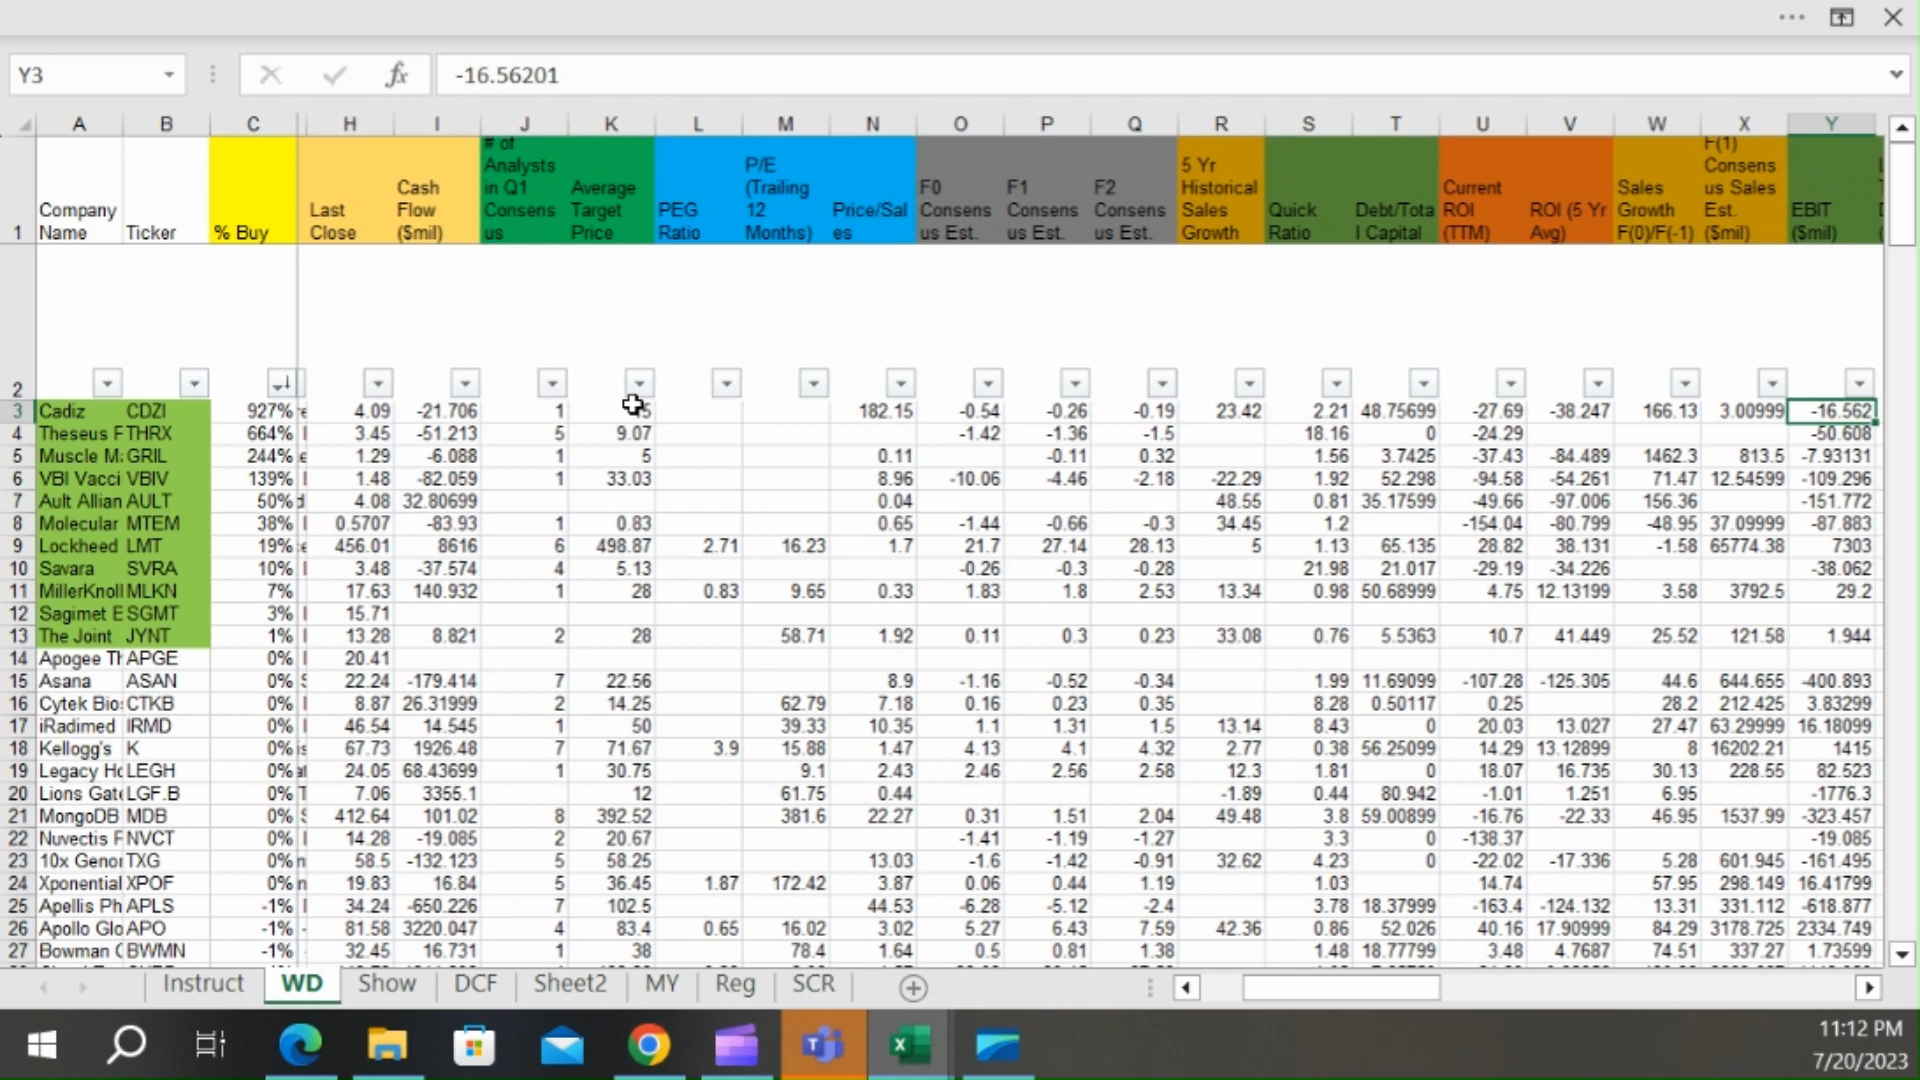 Y3 fx -16.56201
A B C H I J K L M N O P Q R S T U V W X Y
1 Company Name Ticker % Buy Last Close Cash Flow ($mil) # of Analysts in Q1 Consensus Average Target Price PEG Ratio P/E (Trailing 12 Months) Price/Sales F0 Consensus Est. F1 Consensus Est. F2 Consensus Est. 5 Yr Historical Sales Growth Quick Ratio Debt/Total Capital Current ROI (TTM) ROI (5 Yr Avg) Sales Growth F(0)/F(-1) F(1) Consensus Sales Est. ($mil) EBIT ($mil)
2
3 Cadiz CDZI 927% 4.09 -21.706 1 182.15 -0.54 -0.26 -0.19 23.42 2.21 48.75699 -27.69 -38.247 166.13 3.00999 -16.562
4 Theseus F THRX 664% 3.45 -51.213 5 9.07 -1.42 -1.36 -1.5 18.16 0 -24.29 -50.608
5 Muscle M GRIL 244% 1.29 -6.088 1 5 0.11 -0.11 0.32 1.56 3.7425 -37.43 -84.489 1462.3 813.5 -7.93131
6 VBI Vacci VBIV 139% 1.48 -82.059 1 33.03 8.96 -10.06 -4.46 -2.18 -22.29 1.92 52.298 -94.58 -54.261 71.47 12.54599 -109.296
7 Ault Allian AULT 50% 4.08 32.80699 0.04 48.55 0.81 35.17599 -49.66 -97.006 156.36 -151.772
8 Molecular MTEM 38% 0.5707 -83.93 1 0.83 0.65 -1.44 -0.66 -0.3 34.45 1.2 -154.04 -80.799 -48.95 37.09999 -87.883
9 Lockheed LMT 19% 456.01 8616 6 498.87 2.71 16.23 1.7 21.7 27.14 28.13 5 1.13 65.135 28.82 38.131 -1.58 65774.38 7303
10 Savara SVRA 10% 3.48 -37.574 4 5.13 -0.26 -0.3 -0.28 21.98 21.017 -29.19 -34.226 -38.062
11 MillerKnoll MLKN 7% 17.63 140.932 1 28 0.83 9.65 0.33 1.83 1.8 2.53 13.34 0.98 50.68999 4.75 12.13199 3.58 3792.5 29.2
12 Sagimet E SGMT 3% 15.71
13 The Joint JYNT 1% 13.28 8.821 2 28 58.71 1.92 0.11 0.3 0.23 33.08 0.76 5.5363 10.7 41.449 25.52 121.58 1.944
14 Apogee Th APGE 0% 20.41
15 Asana ASAN 0% 22.24 -179.414 7 22.56 8.9 -1.16 -0.52 -0.34 1.99 11.69099 -107.28 -125.305 44.6 644.655 -400.893
16 Cytek Bio CTKB 0% 8.87 26.31999 2 14.25 62.79 7.18 0.16 0.23 0.35 8.28 0.50117 0.25 28.2 212.425 3.83299
17 iRadimed IRMD 0% 46.54 14.545 1 50 39.33 10.35 1.1 1.31 1.5 13.14 8.43 0 20.03 13.027 27.47 63.29999 16.18099
18 Kellogg's K 0% 67.73 1926.48 7 71.67 3.9 15.88 1.47 4.13 4.1 4.32 2.77 0.38 56.25099 14.29 13.12899 8 16202.21 1415
19 Legacy Ho LEGH 0% 24.05 68.43699 1 30.75 9.1 2.43 2.46 2.56 2.58 12.3 1.81 0 18.07 16.735 30.13 228.55 82.523
20 Lions Gate LGF.B 0% 7.06 3355.1 12 61.75 0.44 -1.89 0.44 80.942 -1.01 1.251 6.95 -1776.3
21 MongoDB MDB 0% 412.64 101.02 8 392.52 381.6 22.27 0.31 1.51 2.04 49.48 3.8 59.00899 -16.76 -22.33 46.95 1537.99 -323.457
22 Nuvectis F NVCT 0% 14.28 -19.085 2 20.67 -1.41 -1.19 -1.27 3.3 0 -138.37 -19.085
23 10x Genor TXG 0% 58.5 -132.123 5 58.25 13.03 -1.6 -1.42 -0.91 32.62 4.23 0 -22.02 -17.336 5.28 601.945 -161.495
24 Xponential XPOF 0% 19.83 16.84 5 36.45 1.87 172.42 3.87 0.06 0.44 1.19 1.03 14.74 57.95 298.149 16.41799
25 Apellis Ph APLS -1% 34.24 -650.226 7 102.5 44.53 -6.28 -5.12 -2.4 3.78 18.37999 -163.4 -124.132 13.31 331.112 -618.877
26 Apollo Glo APO -1% 81.58 3220.047 4 83.4 0.65 16.02 3.02 5.27 6.43 7.59 42.36 0.86 52.026 40.16 17.90999 84.29 3178.725 2334.749
27 Bowman C BWMN -1% 32.45 16.731 1 38 78.4 1.64 0.5 0.81 1.38 1.48 18.77799 3.48 4.7687 74.51 337.27 1.73599
Instruct WD Show DCF Sheet2 MY Reg SCR
11:12 PM
7/20/2023